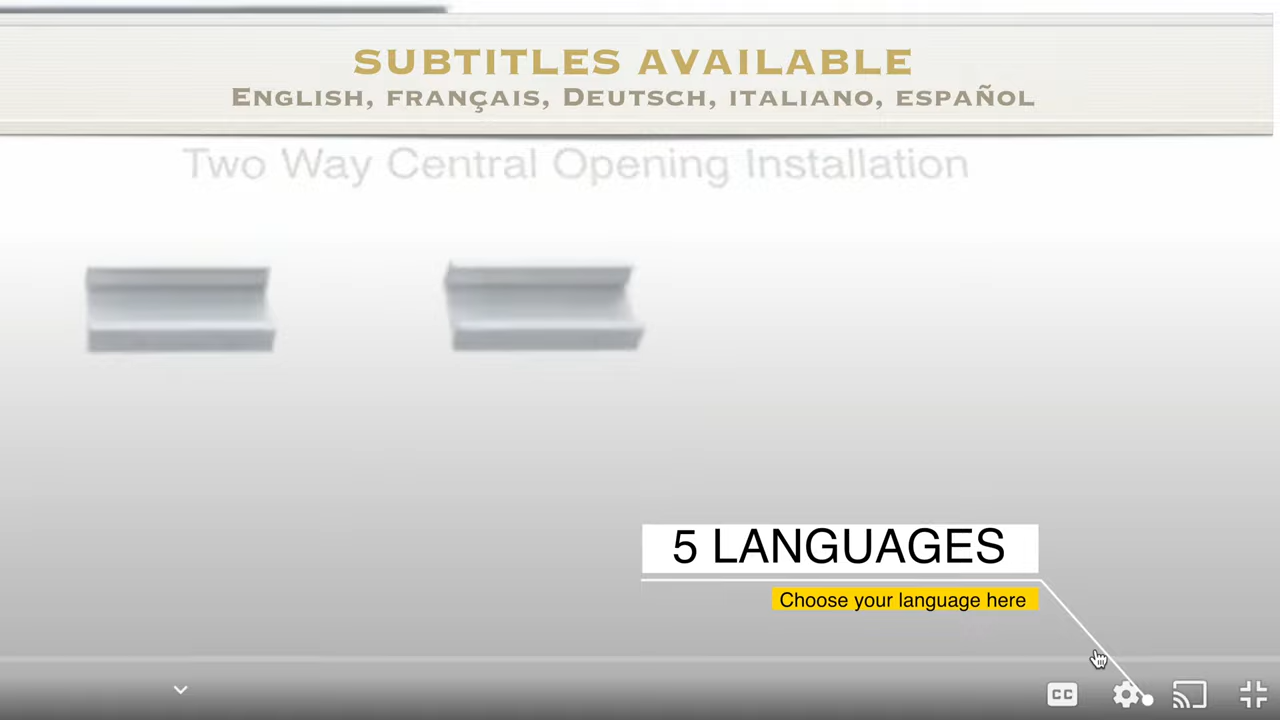 SUBTITLES AVAILABLE
English, français, Deutsch, italiano, español
Two Way Central Opening Installation
5 LANGUAGES
Choose your language here
CC